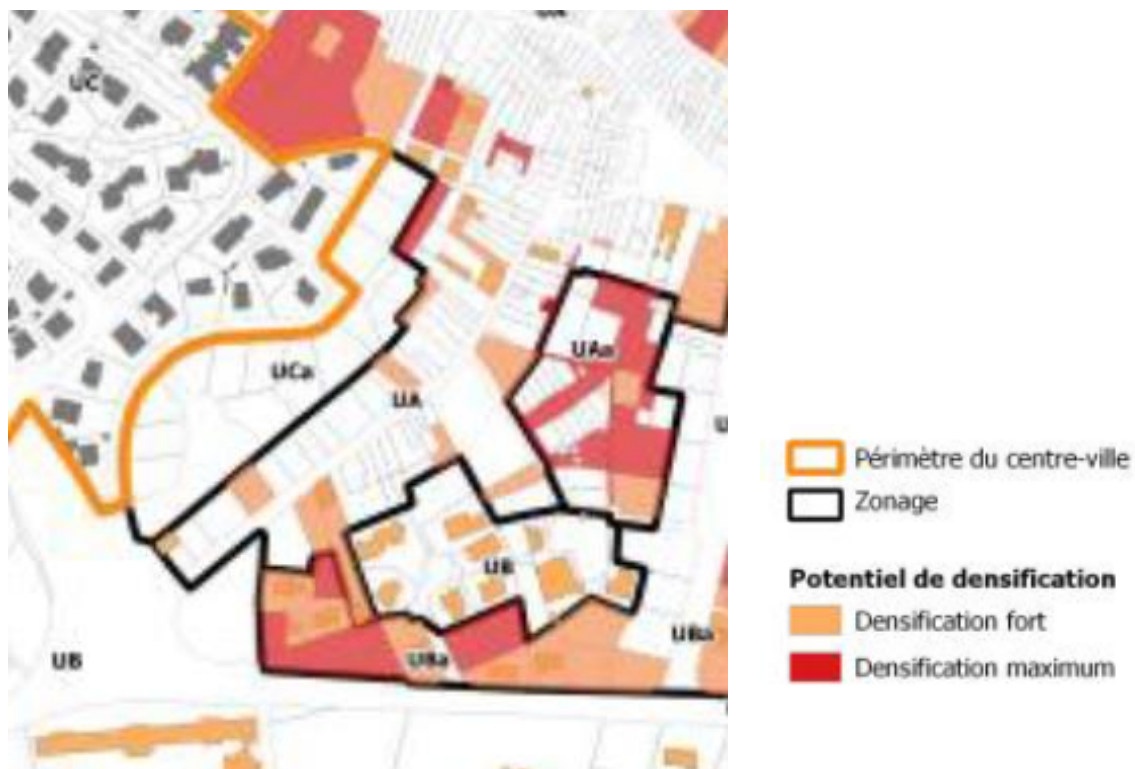 UC
UAa
UCa
UA
UB
UBa
UBa
UB
Périmètre du centre-ville
Zonage
Potentiel de densification
Densification fort
Densification maximum